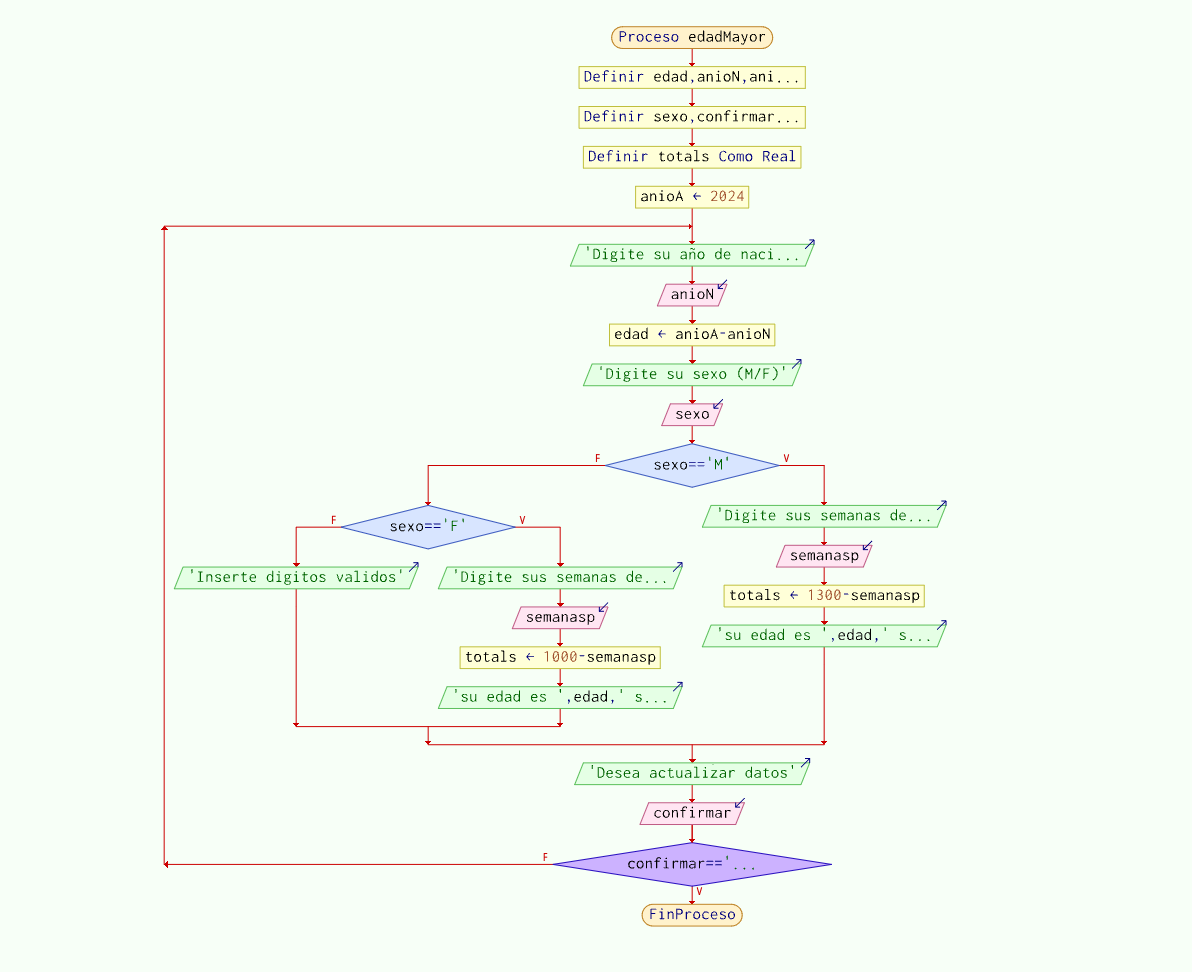 Proceso edadMayor
Definir edad,anioN,ani...
Definir sexo,confirmar...
Definir totals Como Real
anioA ← 2024
'Digite su año de naci...
anioN
edad ← anioA-anioN
'Digite su sexo (M/F)'
sexo
F
sexo=='M'
V
F
sexo=='F'
V
'Digite sus semanas de...
semanasp
totals ← 1300-semanasp
'su edad es ',edad,' s...
'Inserte digitos validos'
'Digite sus semanas de...
semanasp
totals ← 1000-semanasp
'su edad es ',edad,' s...
'Desea actualizar datos'
confirmar
F
confirmar=='...
V
FinProceso